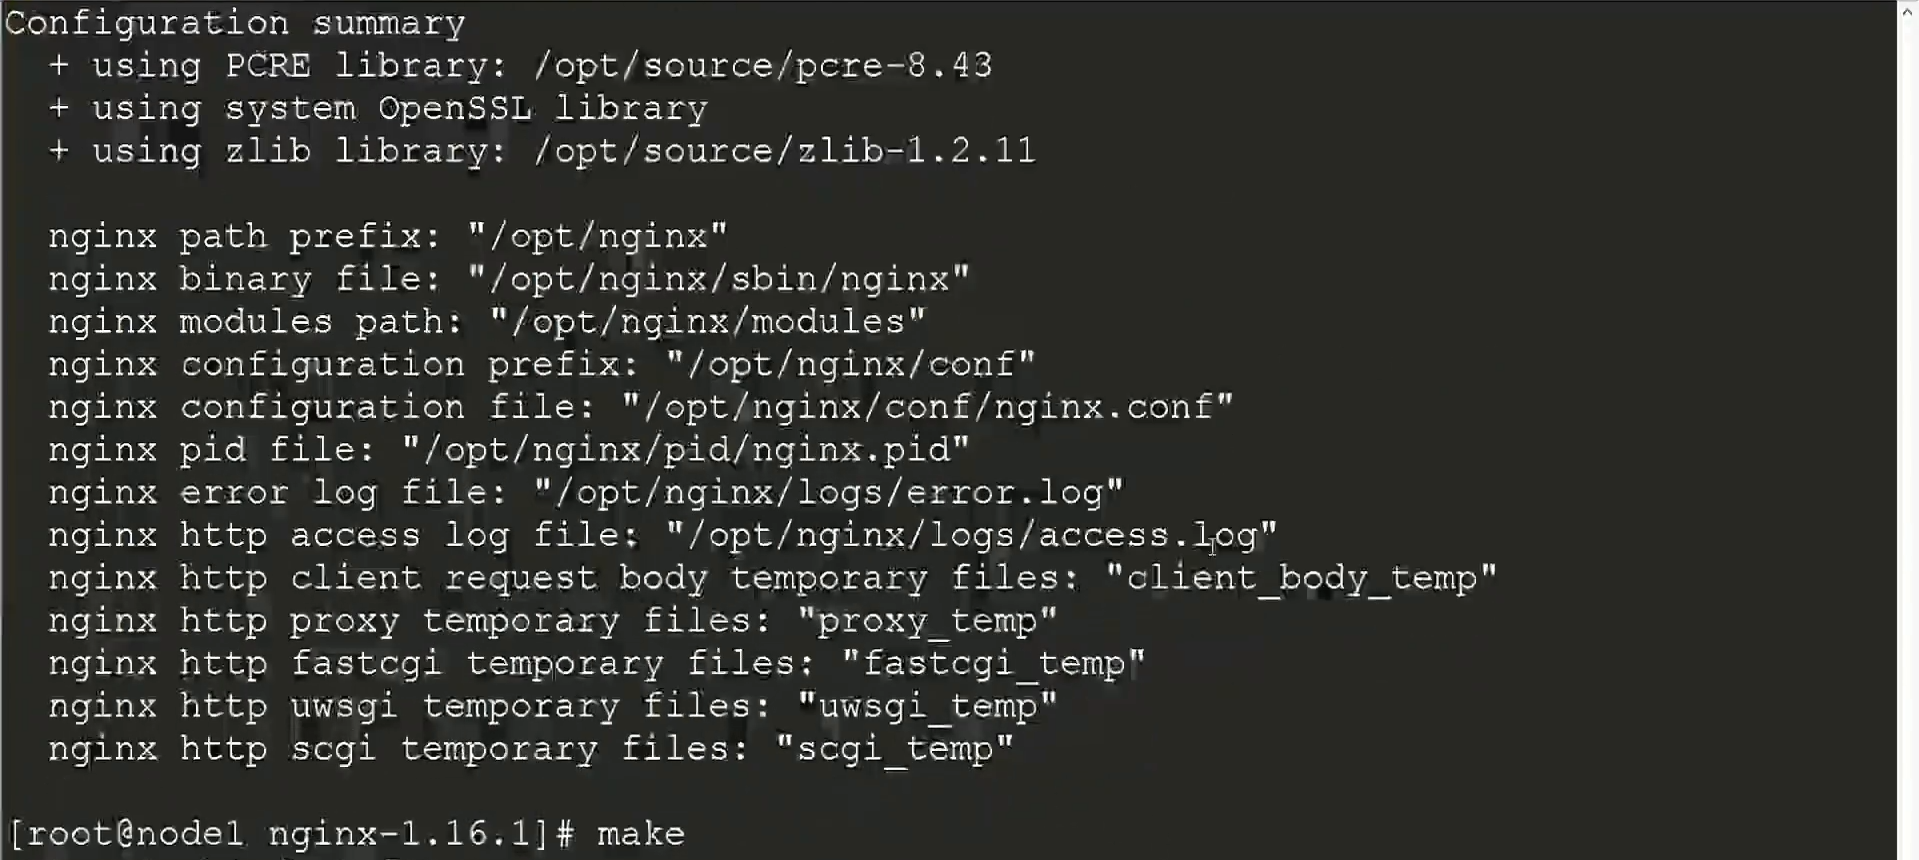 Configuration summary
+ using PCRE library: /opt/source/pcre-8.43
+ using system OpenSSL library
+ using zlib library: /opt/source/zlib-1.2.11
nginx path prefix: "/opt/nginx"
nginx binary file: "/opt/nginx/sbin/nginx"
nginx modules path: "/opt/nginx/modules"
nginx configuration prefix: "/opt/nginx/conf"
nginx configuration file: "/opt/nginx/conf/nginx.conf"
nginx pid file: "/opt/nginx/pid/nginx.pid"
nginx error log file: "/opt/nginx/logs/error.log"
nginx http access log file: "/opt/nginx/logs/access.log"
nginx http client request body temporary files: "client_body_temp"
nginx http proxy temporary files: "proxy_temp"
nginx http fastcgi temporary files: "fastcgi_temp"
nginx http uwsgi temporary files: "uwsgi_temp"
nginx http scgi temporary files: "scgi_temp"
[root@node1 nginx-1.16.1]# make